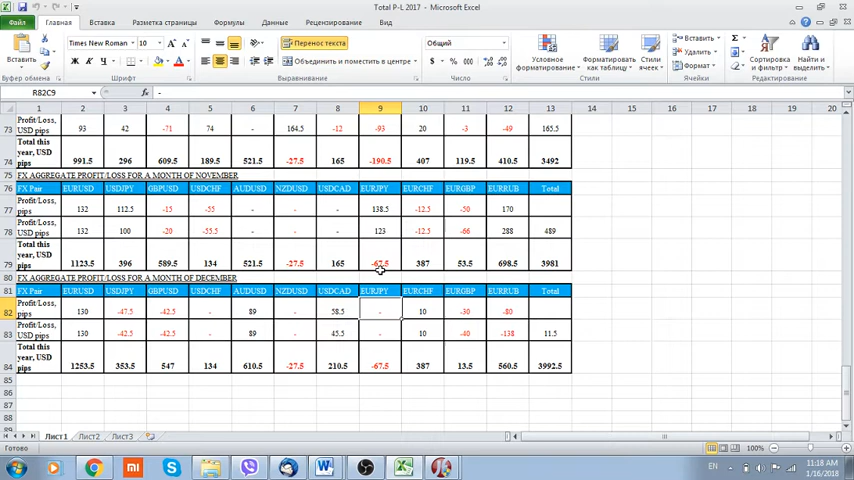 Total P-L 2017 - Microsoft Excel
Файл Главная Вставка Разметка страницы Формулы Данные Рецензирование Вид
Вставить Times New Roma 10 Перенос текста Общий Условное форматирование Форматировать как таблицу Стили ячеек Вставить Удалить Формат Сортировка и фильтр Найти и выделить
Ж К Ч Объединить и поместить в центре % 000
Буфер обмена Шрифт Выравнивание Число Стили Ячейки Редактирование
R82C9 fx -
1 2 3 4 5 6 7 8 9 10 11 12 13 14 15 16 17 18 19 20
73 Profit/Loss, USD pips 93 42 -71 74 - 164.5 -12 -93 20 -3 -49 165.5
74 Total this year, USD pips 991.5 296 609.5 189.5 521.5 -27.5 165 -190.5 407 119.5 410.5 3492
75 FX AGGREGATE PROFIT/LOSS FOR A MONTH OF NOVEMBER
76 FX Pair EURUSD USDJPY GBPUSD USDCHF AUDUSD NZDUSD USDCAD EURJPY EURCHF EURGBP EURRUB Total
77 Profit/Loss, pips 132 112.5 -15 -55 - - - 138.5 -12.5 -50 170
78 Profit/Loss, USD pips 132 100 -20 -55.5 - - - 123 -12.5 -66 288 489
79 Total this year, USD pips 1123.5 396 589.5 134 521.5 -27.5 165 -67.5 387 53.5 698.5 3981
80 FX AGGREGATE PROFIT/LOSS FOR A MONTH OF DECEMBER
81 FX Pair EURUSD USDJPY GBPUSD USDCHF AUDUSD NZDUSD USDCAD EURJPY EURCHF EURGBP EURRUB Total
82 Profit/Loss, pips 130 -47.5 -42.5 - 89 - 58.5 - 10 -30 -80
83 Profit/Loss, USD pips 130 -42.5 -42.5 - 89 - 45.5 - 10 -40 -138 11.5
84 Total this year, USD pips 1253.5 353.5 547 134 610.5 -27.5 210.5 -67.5 387 13.5 560.5 3992.5
85
86
87
88
89
Лист1 Лист2 Лист3
Готово 100%
EN 11:18 AM
1/16/2018